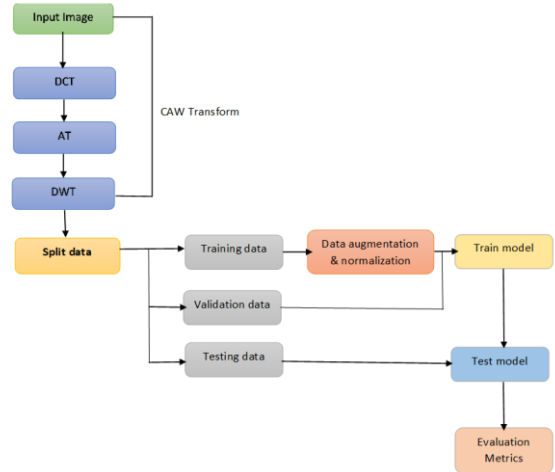 Input Image
DCT
CAW Transform
AT
DWT
Split data
Training data
Data augmentation
& normalization
Train model
Validation data
Testing data
Test model
Evaluation
Metrics